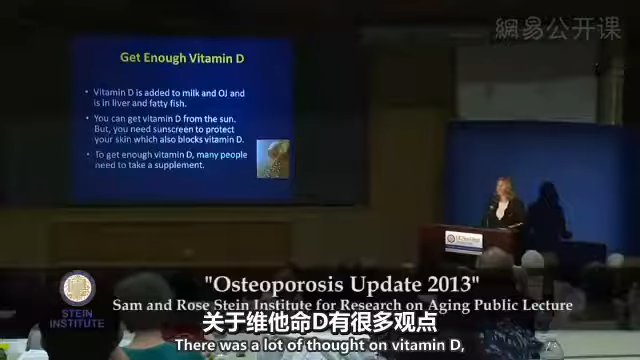 網易公开课
Get Enough Vitamin D
• Vitamin D is added to milk and OJ and
is in liver and fatty fish.
• You can get vitamin D from the sun.
But, you need sunscreen to protect
your skin which also blocks vitamin D.
• To get enough vitamin D, many people
need to take a supplement.
"Osteoporosis Update 2013"
Sam and Rose Stein Institute for Research on Aging Public Lecture
STEIN
INSTITUTE
关于维他命D有很多观点
There was a lot of thought on vitamin D,